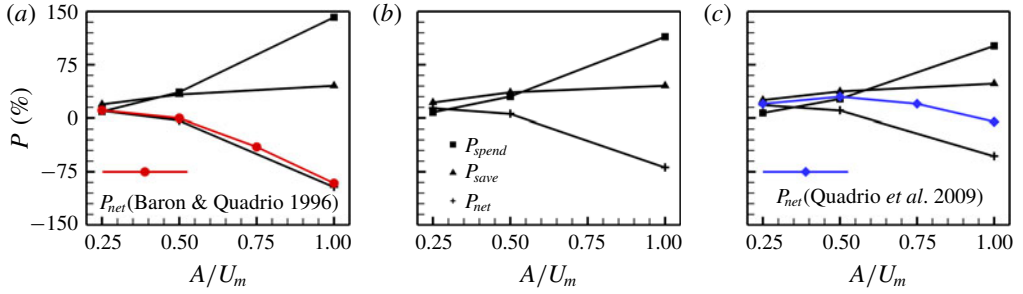 (a)
150
75
0
−75
−150
P (%)
P_net(Baron & Quadrio 1996)
0.25 0.50 0.75 1.00
A/U_m
(b)
P_spend
P_save
P_net
0.25 0.50 0.75 1.00
A/U_m
(c)
P_net(Quadrio et al. 2009)
0.25 0.50 0.75 1.00
A/U_m